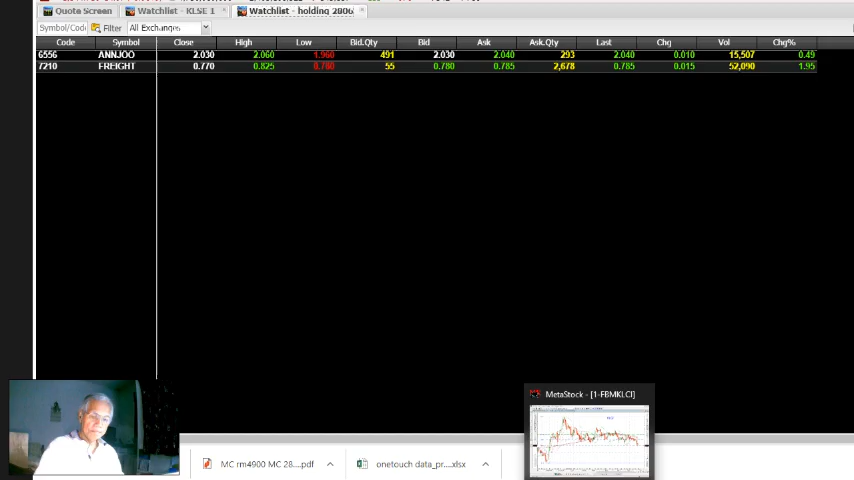 Quote Screen Watchlist - KLSE 1 Watchlist - holding 2806
Symbol/Code Filter All Exchanges
Code Symbol Close High Low Bid.Qty Bid Ask Ask.Qty Last Chg Vol Chg%
6556 ANNJOO 2.030 2.060 1.960 491 2.030 2.040 293 2.040 0.010 15,507 0.49
7210 FREIGHT 0.770 0.825 0.780 55 0.780 0.785 2,678 0.785 0.015 52,090 1.95
MetaStock - [1-FBMKLCI]
MC rm4900 MC 28....pdf onetouch data_pr....xlsx